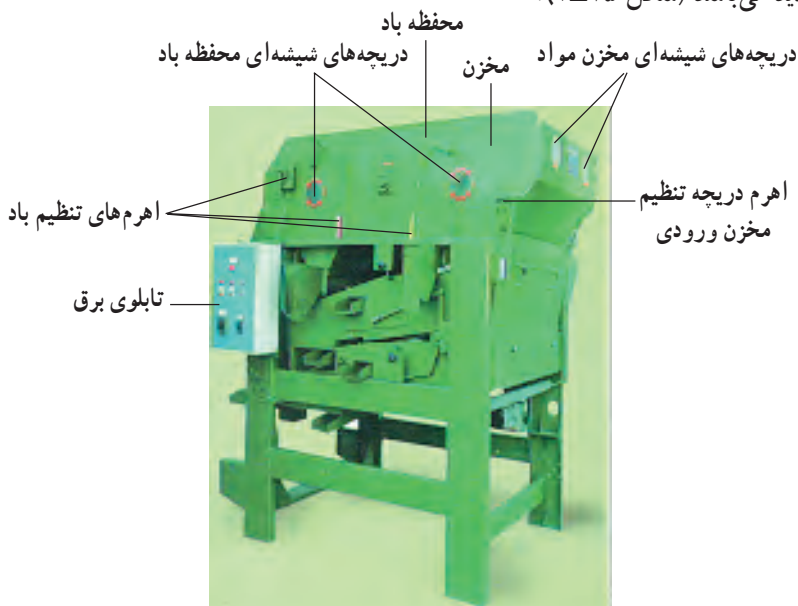 محفظه باد
دریچه‌های شیشه‌ای مخزن مواد
مخزن
دریچه‌های شیشه‌ای محفظه باد
اهرم دریچه تنظیم
مخزن ورودی
اهرم‌های تنظیم باد
تابلوی برق